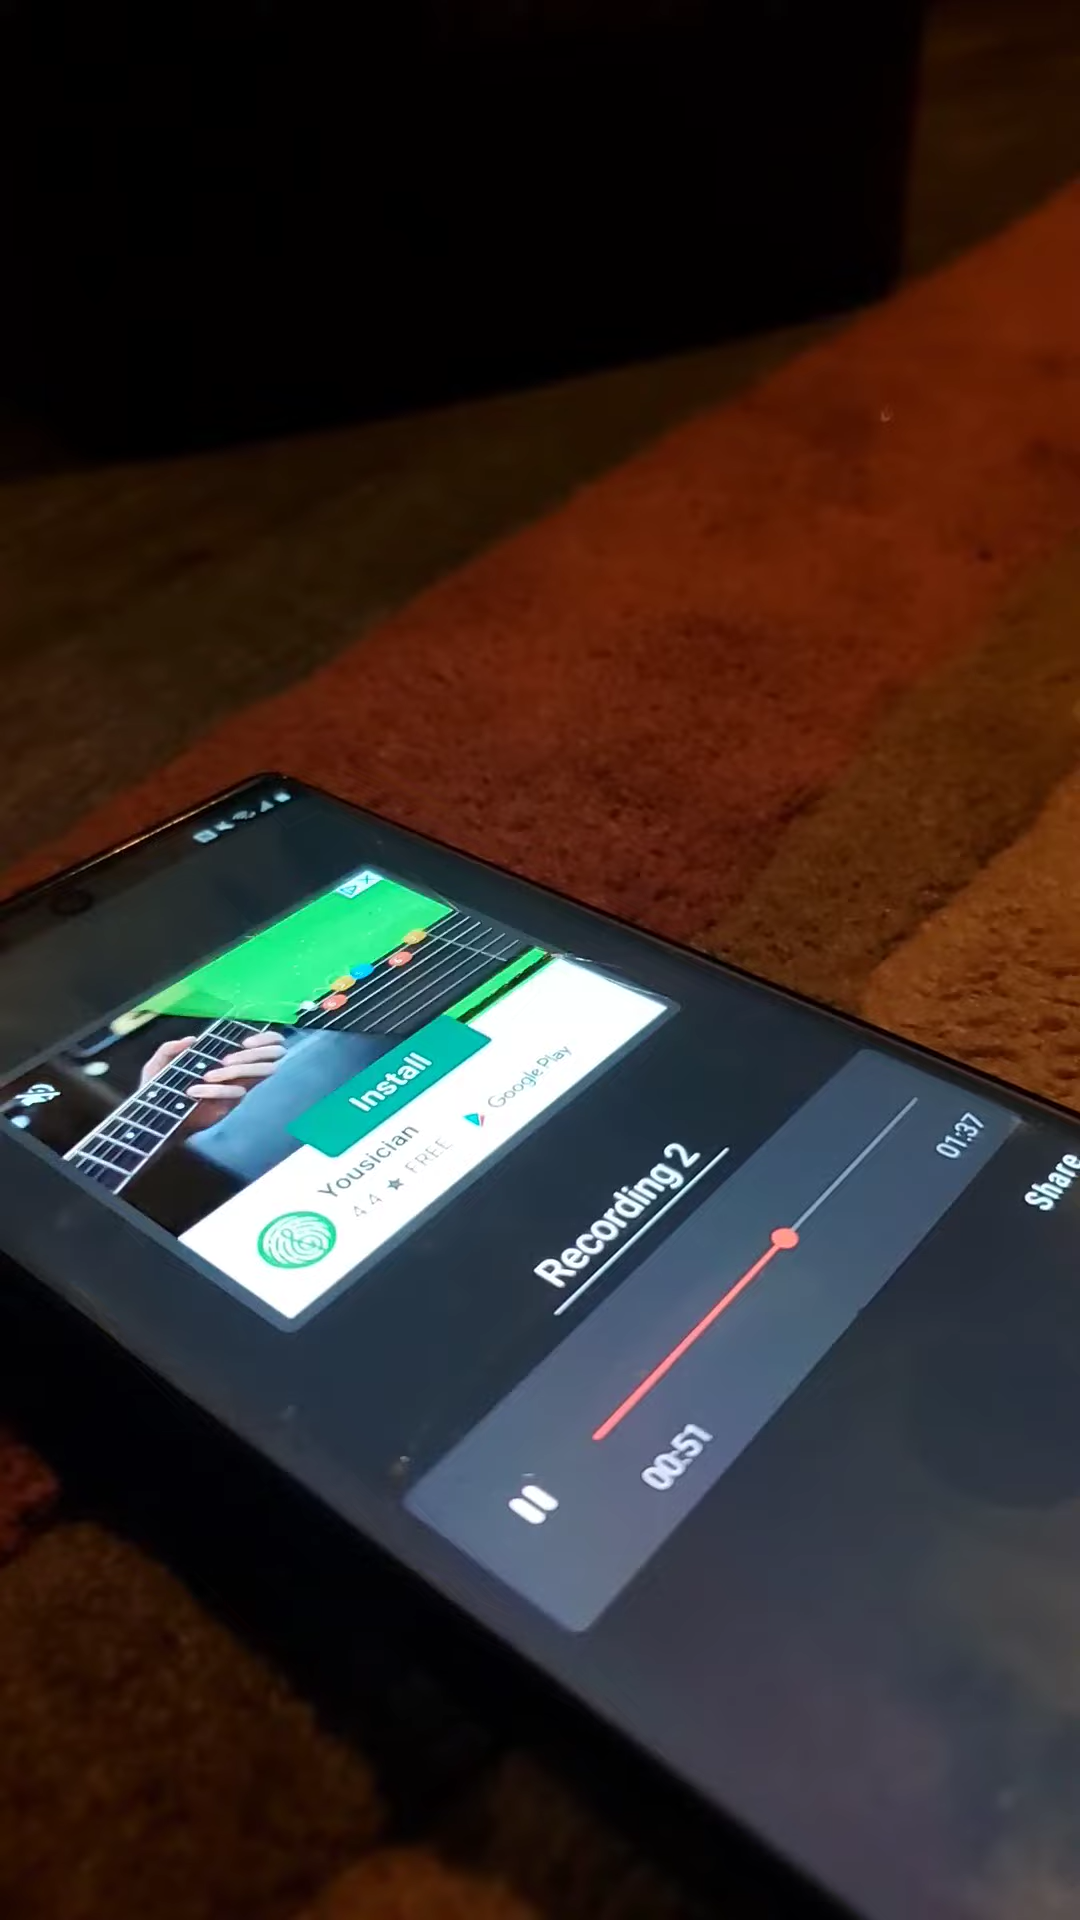 Install
Yousician
4.4 ★ FREE
Google Play
Recording 2
00:51
01:37
Share